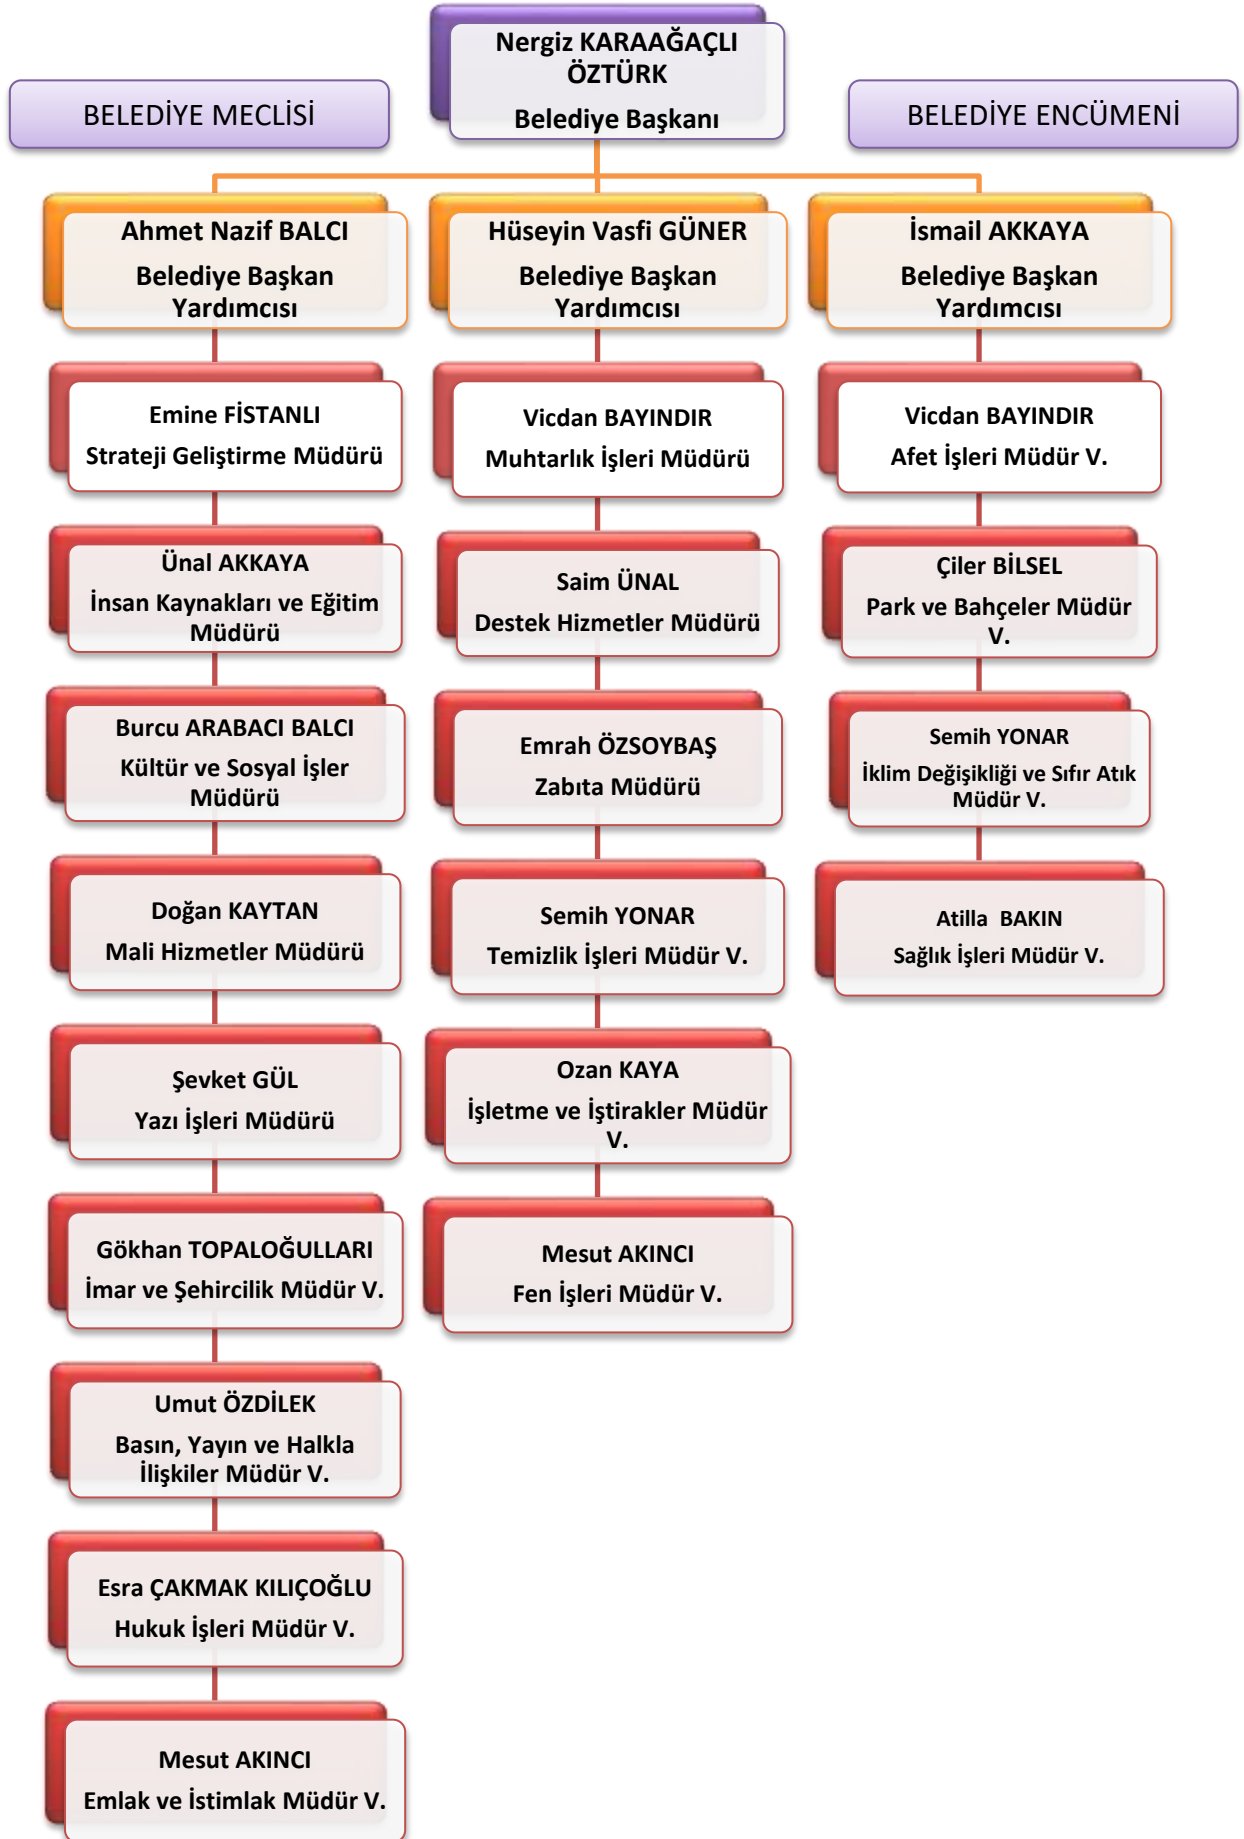 Nergiz KARAAĞAÇLI
ÖZTÜRK
Belediye Başkanı
BELEDİYE MECLİSİ
BELEDİYE ENCÜMENİ
Ahmet Nazif BALCI
Belediye Başkan
Yardımcısı
Emine FİSTANLI
Strateji Geliştirme Müdürü
Ünal AKKAYA
İnsan Kaynakları ve Eğitim
Müdürü
Burcu ARABACI BALCI
Kültür ve Sosyal İşler
Müdürü
Doğan KAYTAN
Mali Hizmetler Müdürü
Şevket GÜL
Yazı İşleri Müdürü
Gökhan TOPALOĞULLARI
İmar ve Şehircilik Müdür V.
Umut ÖZDİLEK
Basın, Yayın ve Halkla
İlişkiler Müdür V.
Esra ÇAKMAK KILIÇOĞLU
Hukuk İşleri Müdür V.
Mesut AKINCI
Emlak ve İstimlak Müdür V.
Hüseyin Vasfi GÜNER
Belediye Başkan
Yardımcısı
Vicdan BAYINDIR
Muhtarlık İşleri Müdürü
Saim ÜNAL
Destek Hizmetler Müdürü
Emrah ÖZSOYBAŞ
Zabıta Müdürü
Semih YONAR
Temizlik İşleri Müdür V.
Ozan KAYA
İşletme ve İştirakler Müdür
V.
Mesut AKINCI
Fen İşleri Müdür V.
İsmail AKKAYA
Belediye Başkan
Yardımcısı
Vicdan BAYINDIR
Afet İşleri Müdür V.
Çiler BİLSEL
Park ve Bahçeler Müdür
V.
Semih YONAR
İklim Değişikliği ve Sıfır Atık
Müdür V.
Atilla  BAKIN
Sağlık İşleri Müdür V.